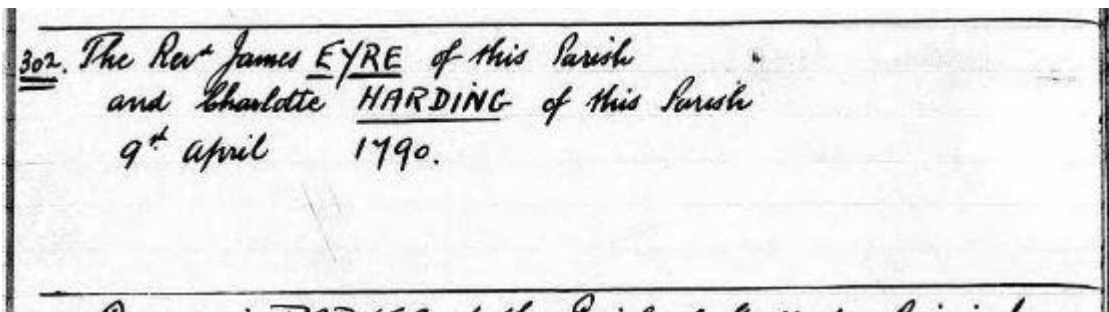 302. The Revd James EYRE of this Parish
and Charlotte HARDING of this Parish
9th April 1790.